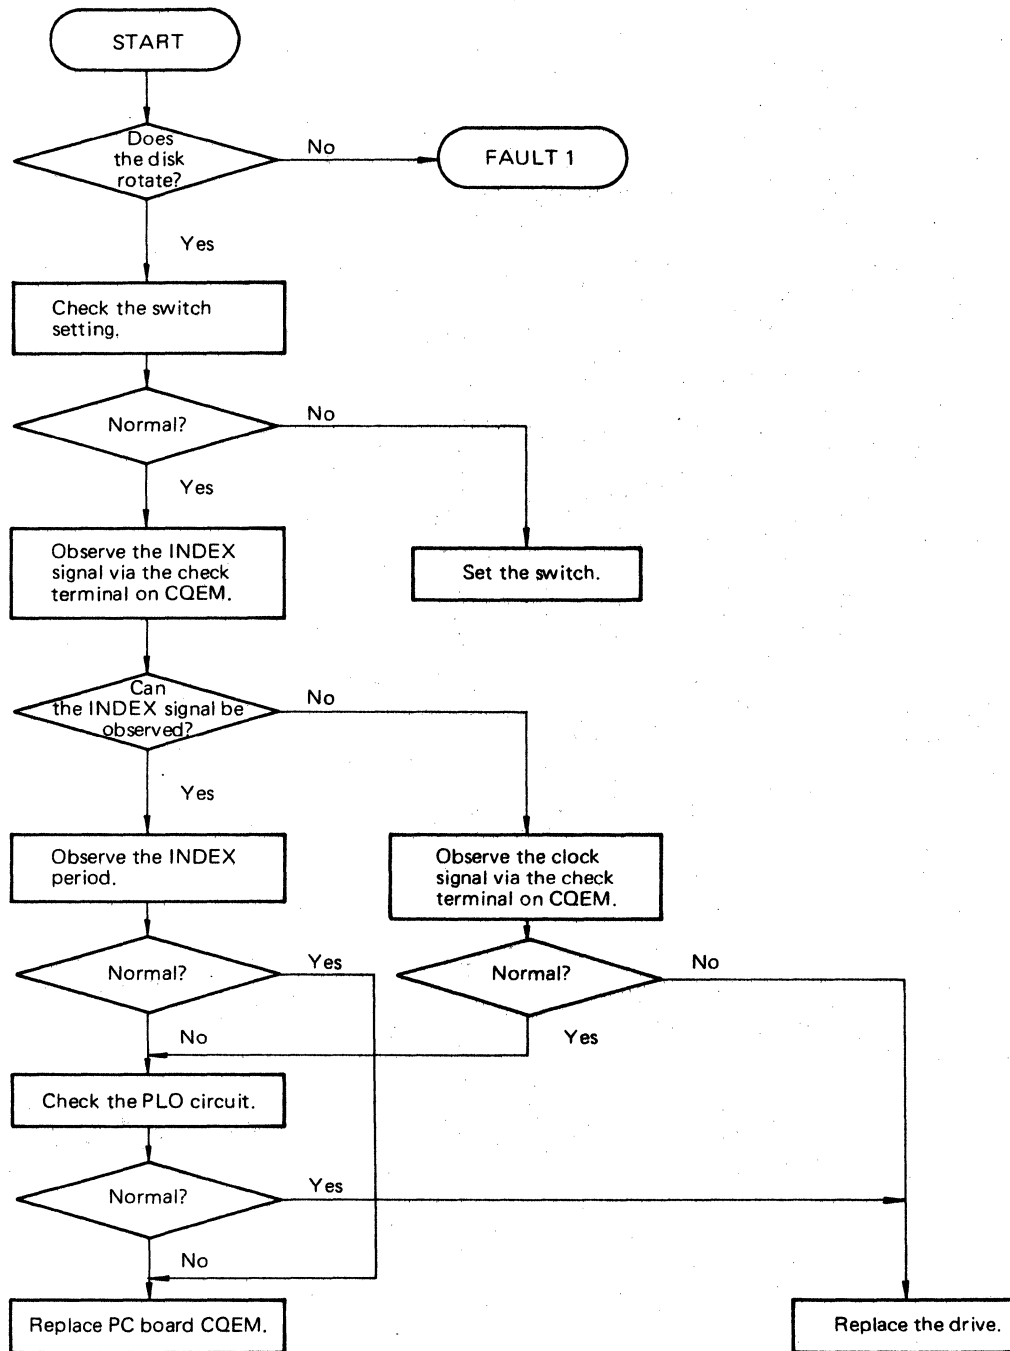 START
Does
the disk
rotate?
No
FAULT 1
Yes
Check the switch
setting.
Normal?
No
Yes
Observe the INDEX
signal via the check
terminal on CQEM.
Set the switch.
Can
the INDEX signal be
observed?
No
Yes
Observe the INDEX
period.
Observe the clock
signal via the check
terminal on CQEM.
Normal?
Yes
Normal?
No
No
Yes
Check the PLO circuit.
Normal?
Yes
No
Replace PC board CQEM.
Replace the drive.